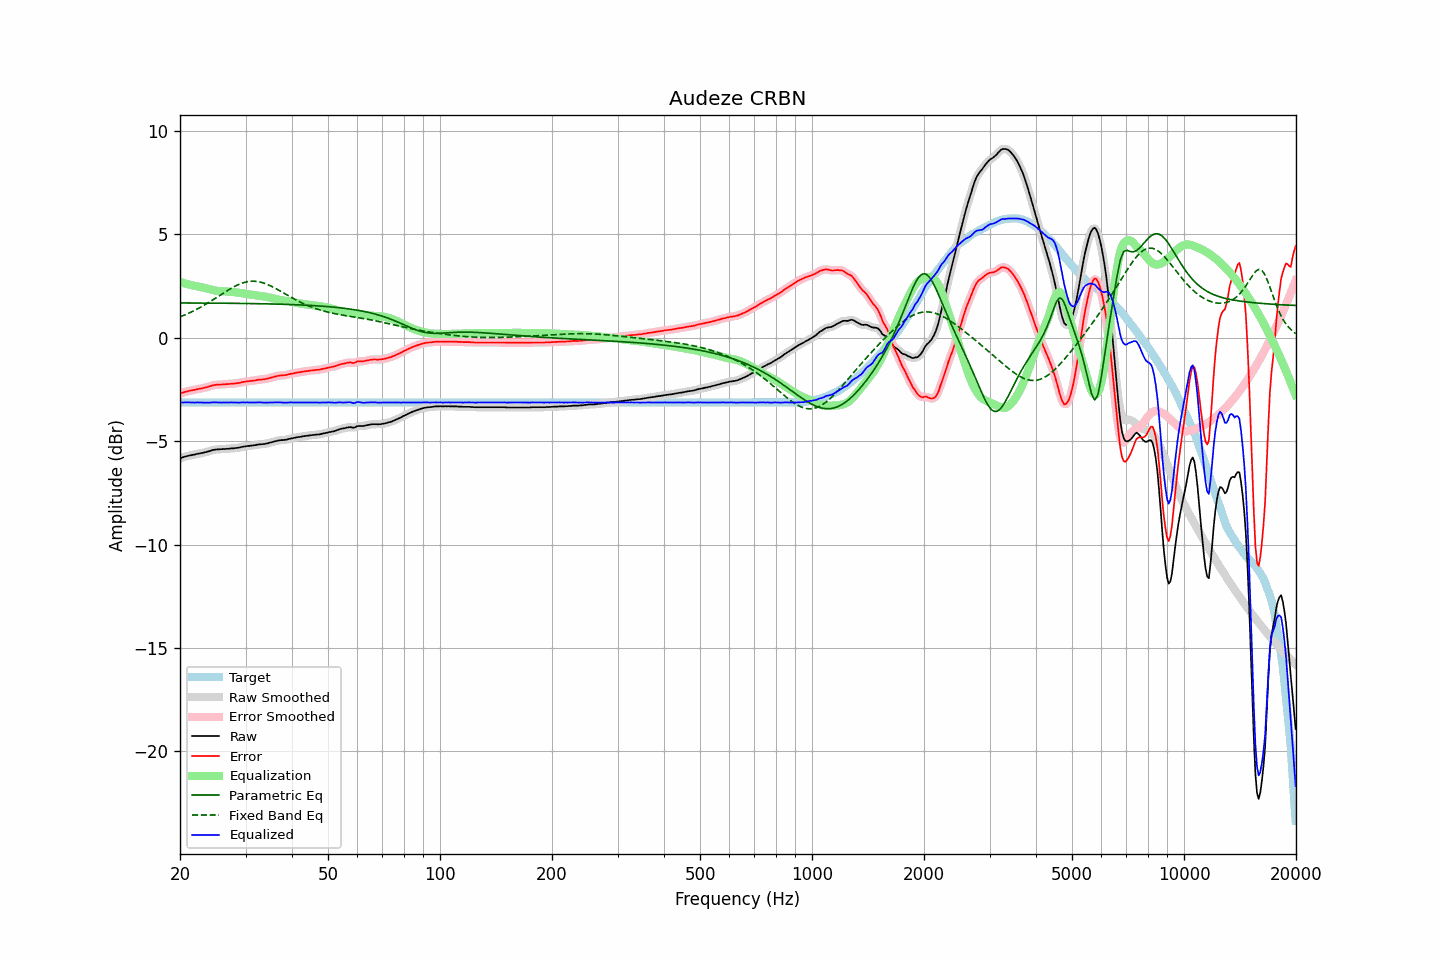 Audeze CRBN
Amplitude (dBr)
10
5
0
−5
−10
−15
−20
Target
Raw Smoothed
Error Smoothed
Raw
Error
Equalization
Parametric Eq
Fixed Band Eq
Equalized
20 50 100 200 500 1000 2000 5000 10000 20000
Frequency (Hz)